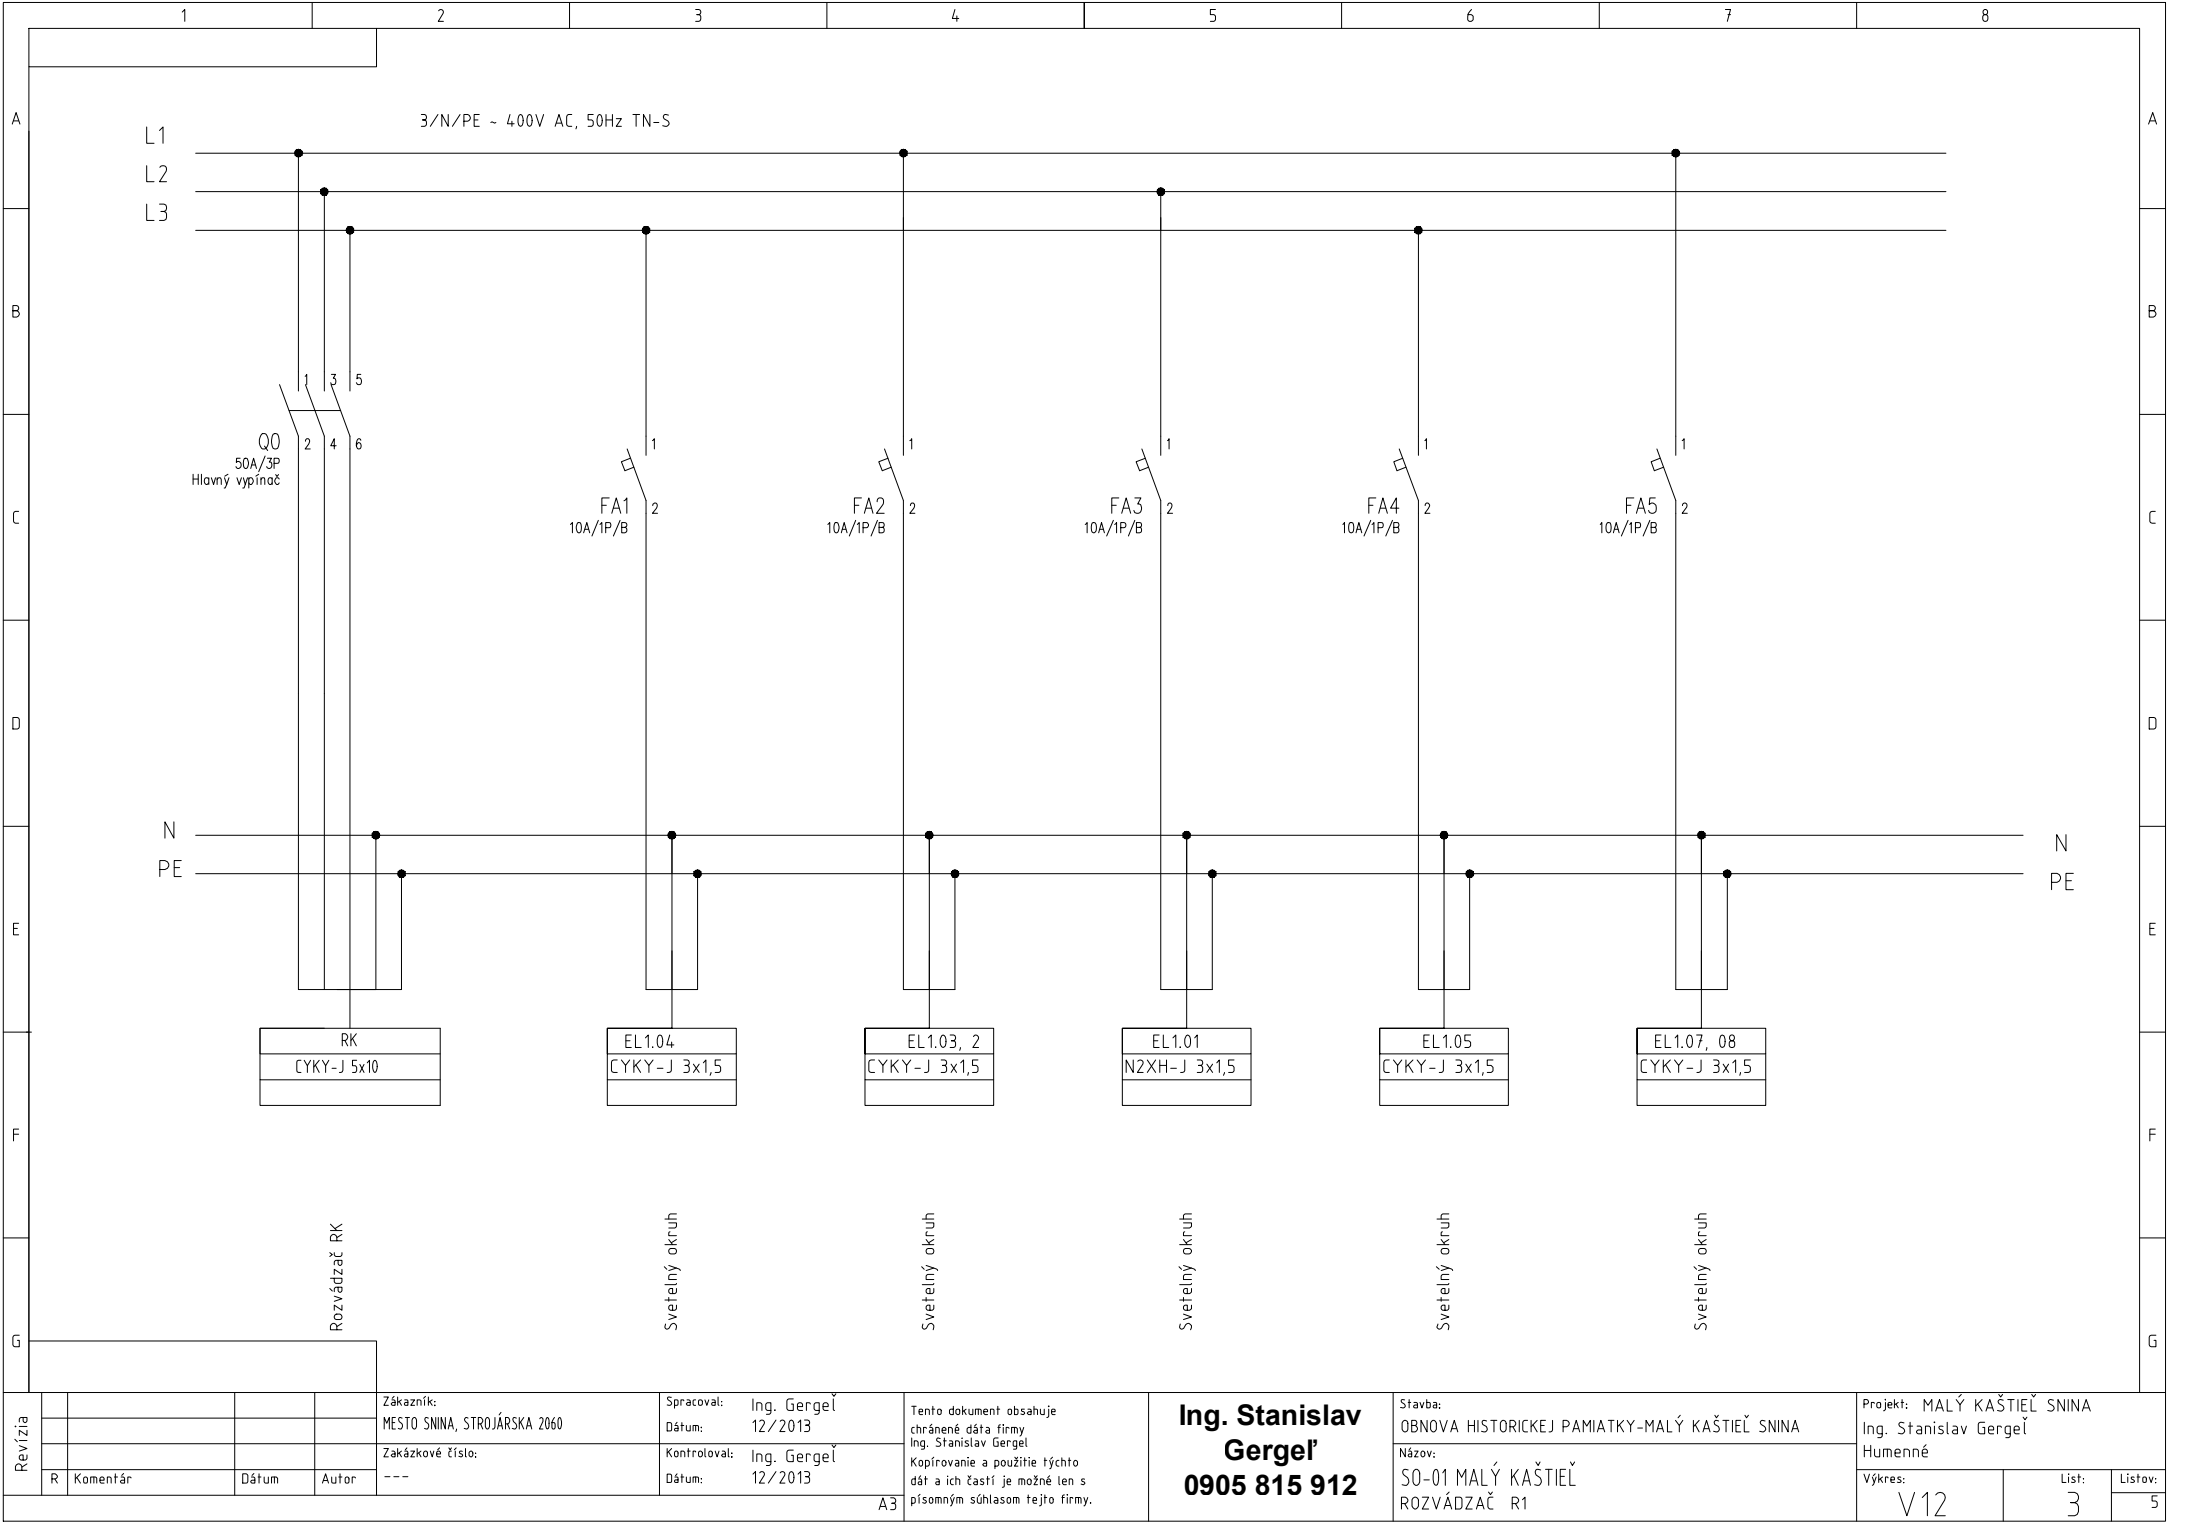 1 2 3 4 5 6 7 8
A A
3/N/PE ~ 400V AC, 50Hz TN-S
L1
L2
L3
B B
1 3 5
Q0 2 4 6
50A/3P
Hlavný vypínač
1 1 1 1 1
FA1 2 FA2 2 FA3 2 FA4 2 FA5 2
10A/1P/B 10A/1P/B 10A/1P/B 10A/1P/B 10A/1P/B
C C
D D
N N
PE PE
E E
RK EL1.04 EL1.03, 2 EL1.01 EL1.05 EL1.07, 08
CYKY-J 5x10 CYKY-J 3x1,5 CYKY-J 3x1,5 N2XH-J 3x1,5 CYKY-J 3x1,5 CYKY-J 3x1,5
F F
Rozvádzač RK
Svetelný okruh
Svetelný okruh
Svetelný okruh
Svetelný okruh
Svetelný okruh
G G
Revízia
R Komentár Dátum Autor
Zákazník:
MESTO SNINA, STROJÁRSKA 2060
Zakázkové číslo:
---
Spracoval: Ing. Gergeľ
Dátum: 12/2013
Kontroloval: Ing. Gergeľ
Dátum: 12/2013
A3
Tento dokument obsahuje
chránené dáta firmy
Ing. Stanislav Gergel
Kopírovanie a použitie týchto
dát a ich častí je možné len s
písomným súhlasom tejto firmy.
Ing. Stanislav
Gergeľ
0905 815 912
Stavba:
OBNOVA HISTORICKEJ PAMIATKY-MALÝ KAŠTIEĽ SNINA
Názov:
SO-01 MALÝ KAŠTIEĽ
ROZVÁDZAČ R1
Projekt: MALÝ KAŠTIEĽ SNINA
Ing. Stanislav Gergeľ
Humenné
Výkres: List: Listov:
V12 3 5